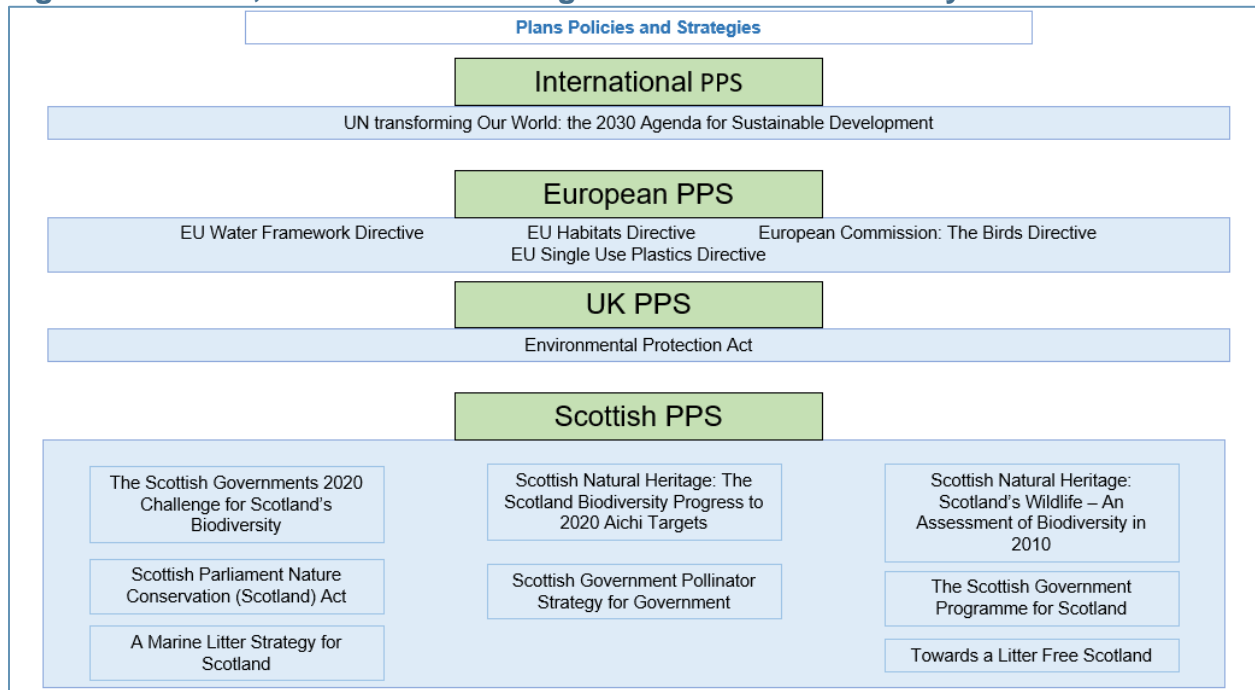 Plans Policies and Strategies
International PPS
UN transforming Our World: the 2030 Agenda for Sustainable Development
European PPS
EU Water Framework Directive EU Habitats Directive European Commission: The Birds Directive
EU Single Use Plastics Directive
UK PPS
Environmental Protection Act
Scottish PPS
The Scottish Governments 2020
Challenge for Scotland's
Biodiversity
Scottish Natural Heritage: The
Scotland Biodiversity Progress to
2020 Aichi Targets
Scottish Natural Heritage:
Scotland's Wildlife – An
Assessment of Biodiversity in
2010
Scottish Parliament Nature
Conservation (Scotland) Act
Scottish Government Pollinator
Strategy for Government
The Scottish Government
Programme for Scotland
A Marine Litter Strategy for
Scotland
Towards a Litter Free Scotland